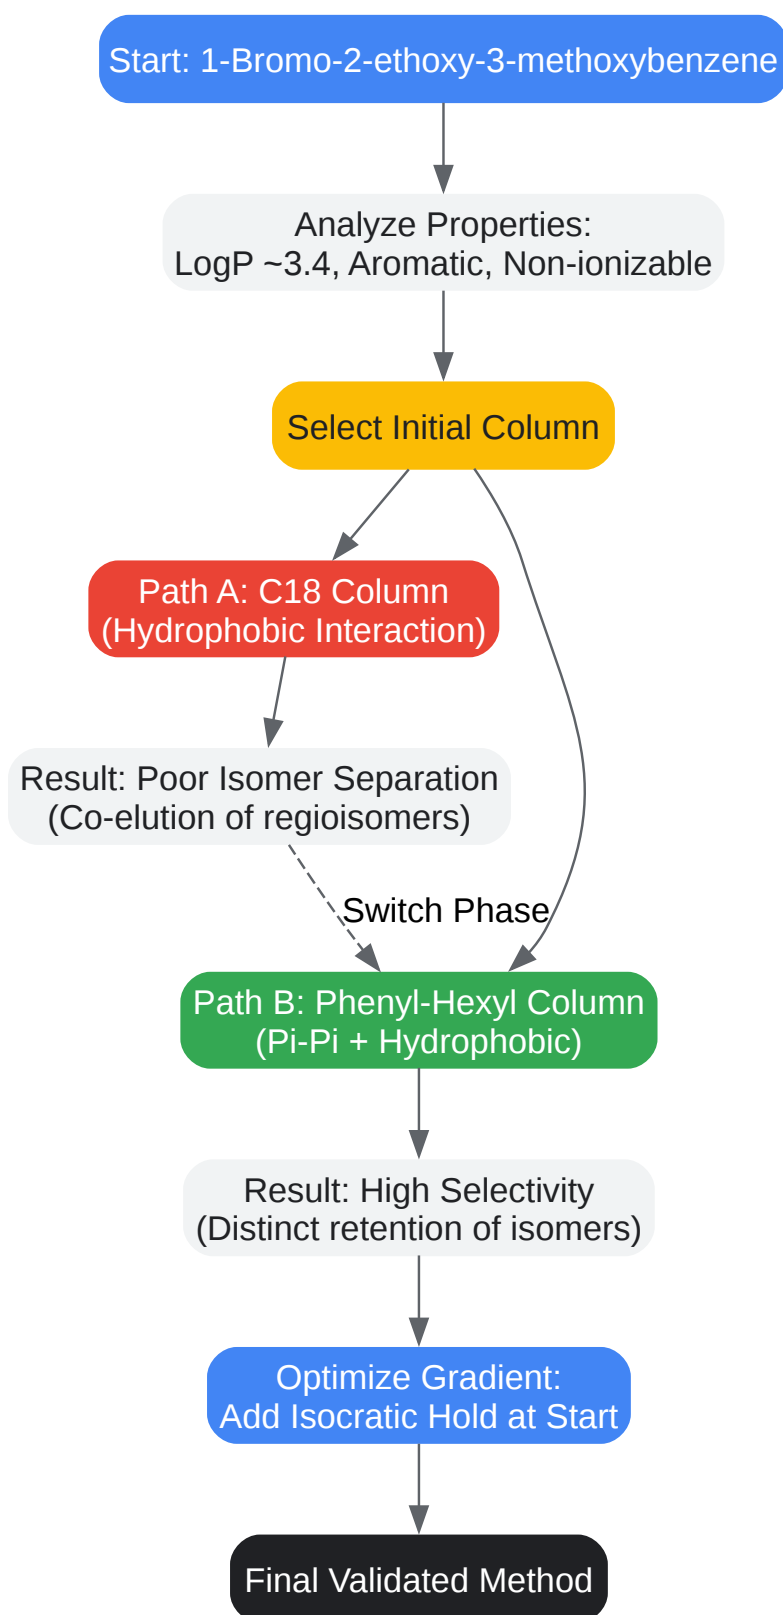 Start: 1-Bromo-2-ethoxy-3-methoxybenzene
Analyze Properties:
LogP ~3.4, Aromatic, Non-ionizable
Select Initial Column
Path A: C18 Column
(Hydrophobic Interaction)
Result: Poor Isomer Separation
(Co-elution of regioisomers)
Switch Phase
Path B: Phenyl-Hexyl Column
(Pi-Pi + Hydrophobic)
Result: High Selectivity
(Distinct retention of isomers)
Optimize Gradient:
Add Isocratic Hold at Start
Final Validated Method